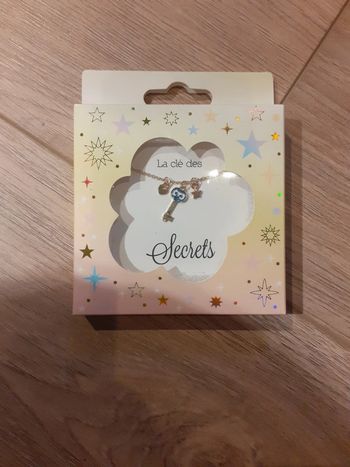 La clé des
Secrets